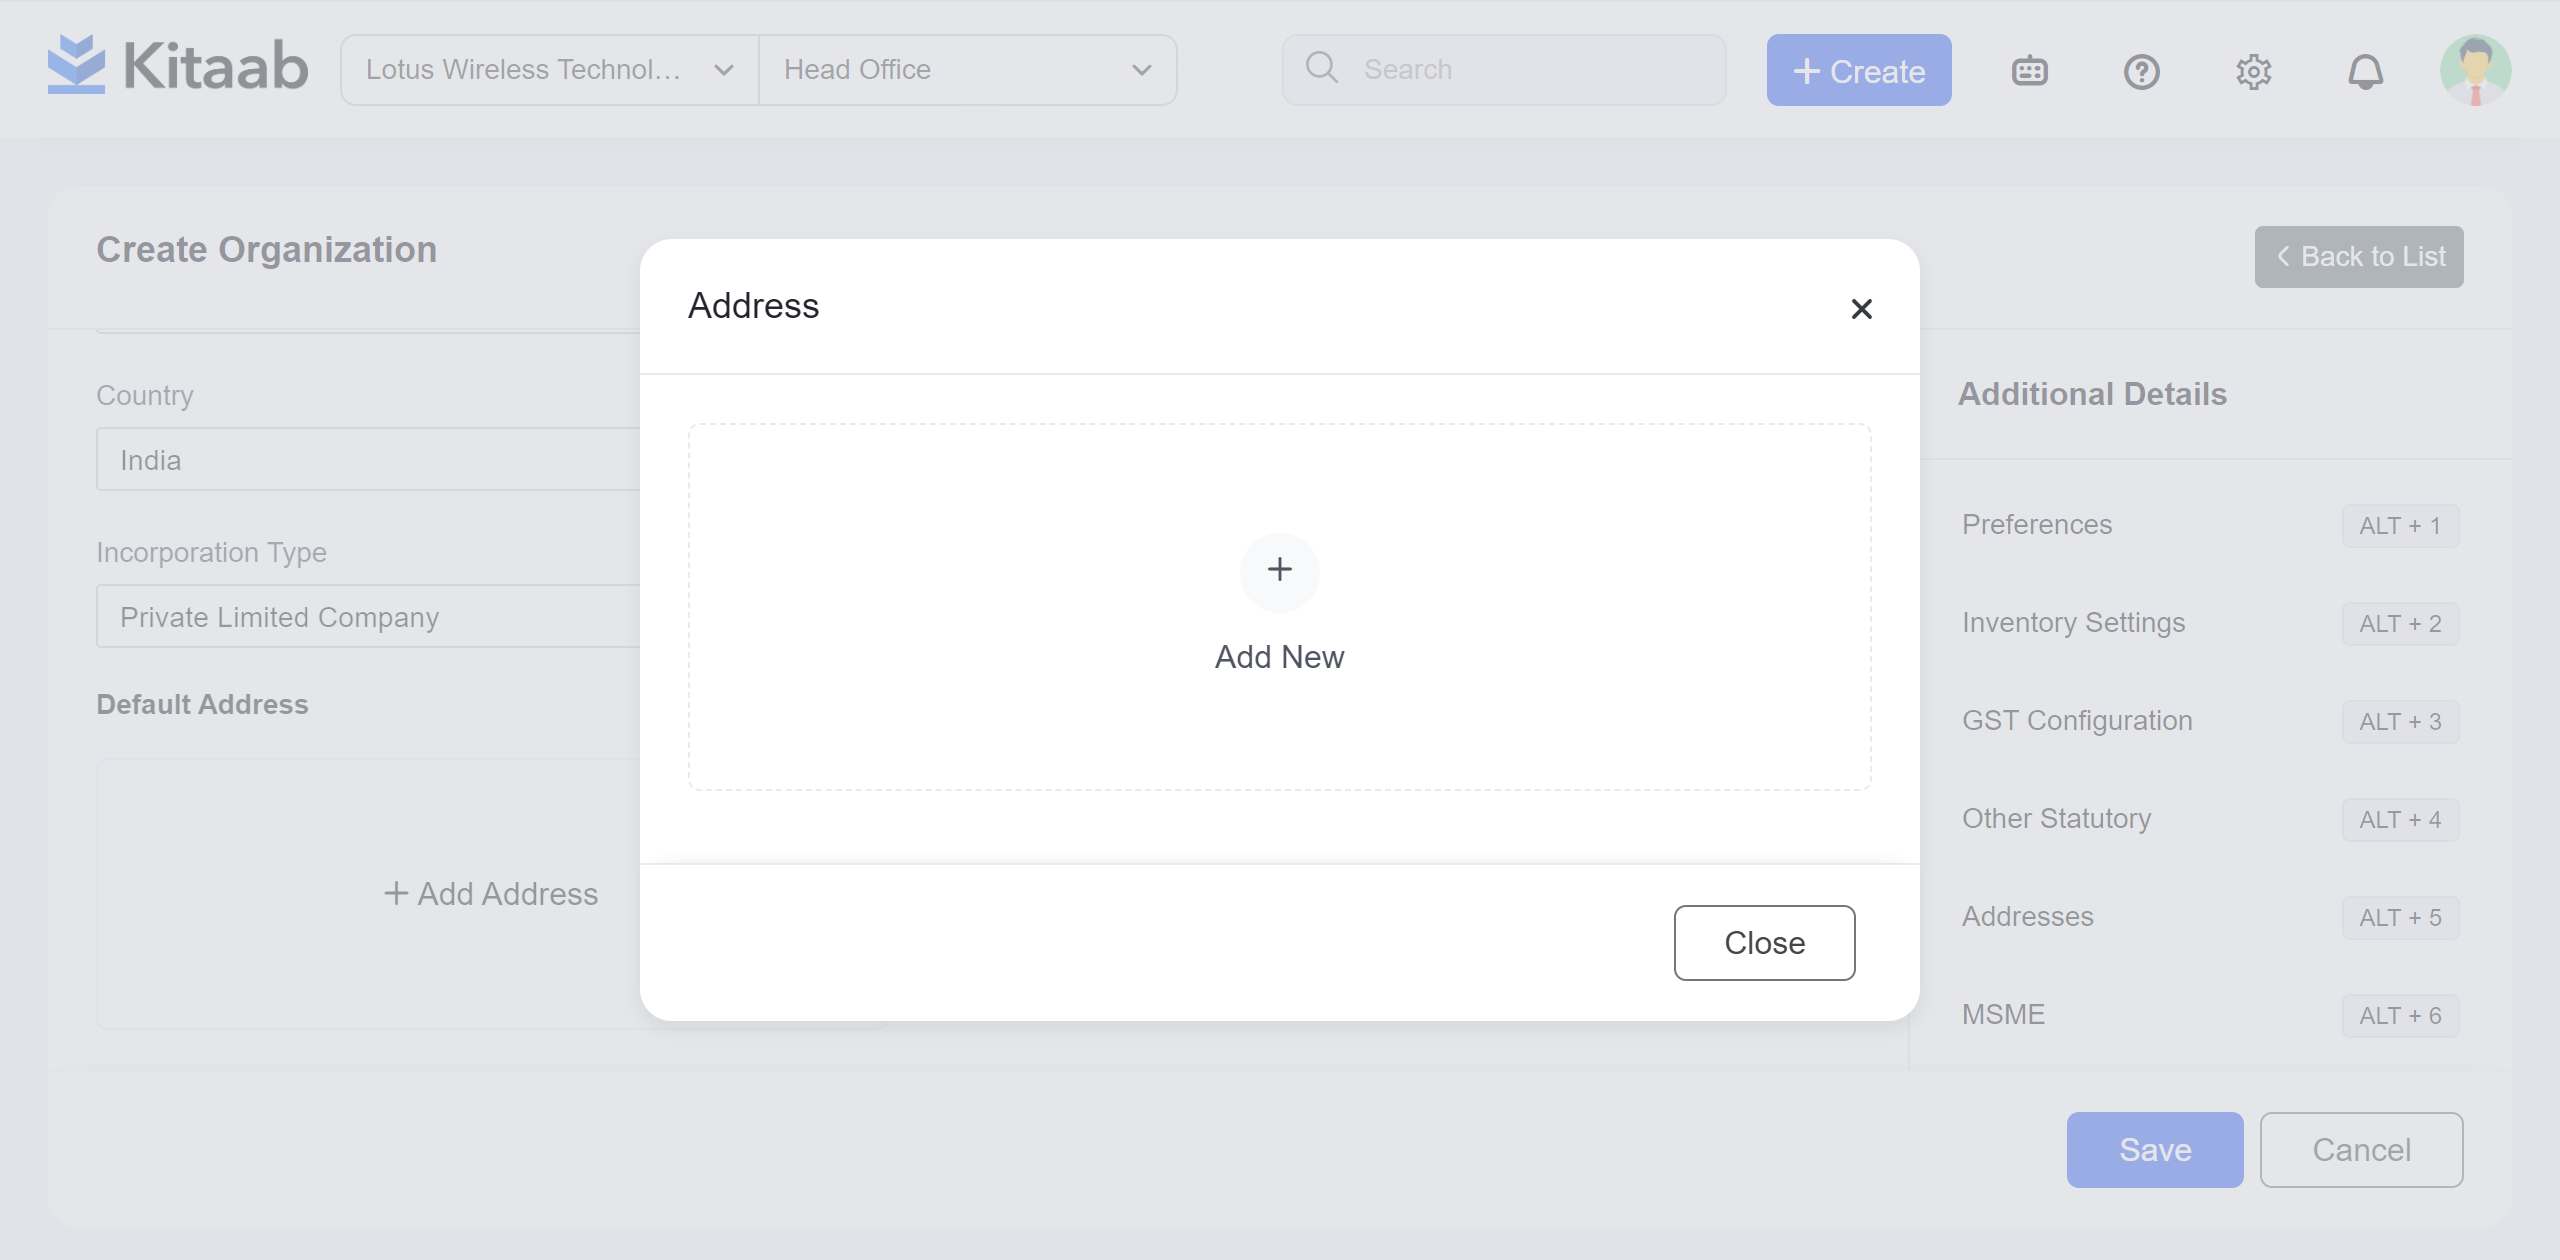 Kitaab
Lotus Wireless Technol...
Head Office
Search
+ Create
Create Organization
< Back to List
Country
India
Incorporation Type
Private Limited Company
Default Address
+ Add Address
Address
+
Add New
Close
Additional Details
Preferences ALT + 1
Inventory Settings ALT + 2
GST Configuration ALT + 3
Other Statutory ALT + 4
Addresses ALT + 5
MSME ALT + 6
Save
Cancel